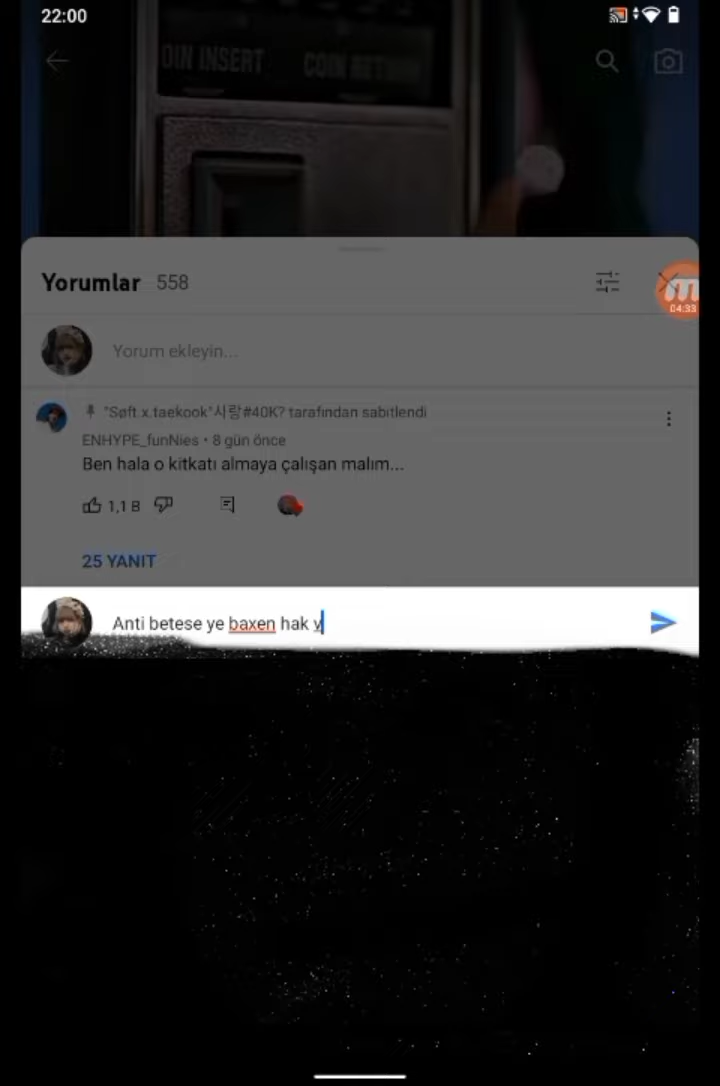 22:00
COIN RETURN
OIN INSERT
Yorumlar 558
04:33
Yorum ekleyin...
"Søft x.taekook"사랑#40K? tarafından sabitlendi
ENHYPE_funNies • 8 gün önce
Ben hala o kitkatı almaya çalışan malım...
1,1 B
25 YANIT
Anti betese ye baxen hak v